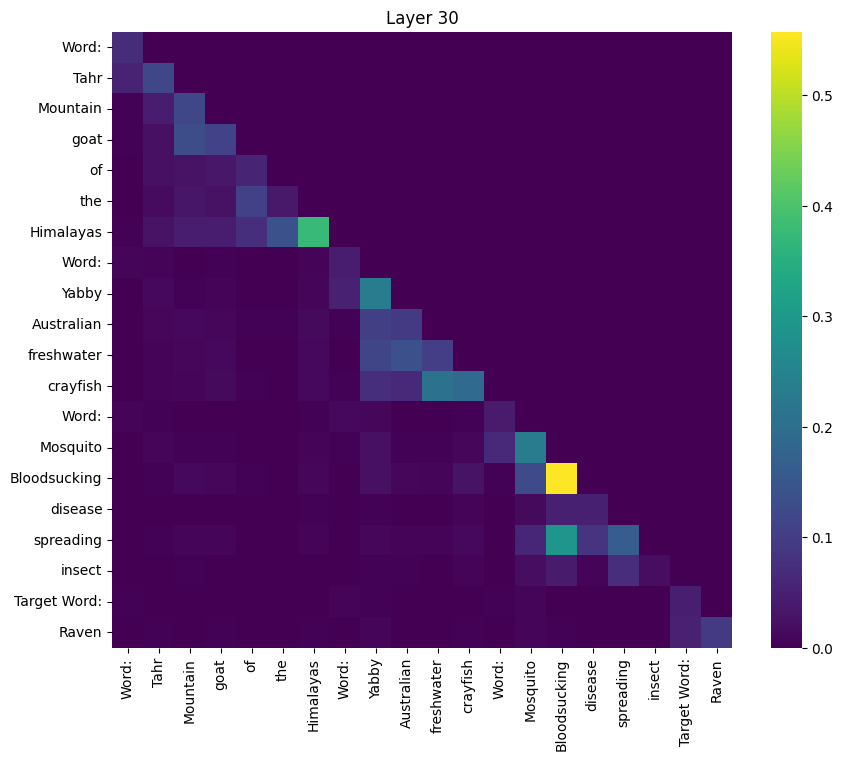 Layer 30
Word:
Tahr
Mountain
goat
of
the
Himalayas
Word:
Yabby
Australian
freshwater
crayfish
Word:
Mosquito
Bloodsucking
disease
spreading
insect
Target Word:
Raven
0.5
0.4
0.3
0.2
0.1
0.0
Word:
Tahr
Mountain
goat
of
the
Himalayas
Word:
Yabby
Australian
freshwater
crayfish
Word:
Mosquito
Bloodsucking
disease
spreading
insect
Target Word:
Raven